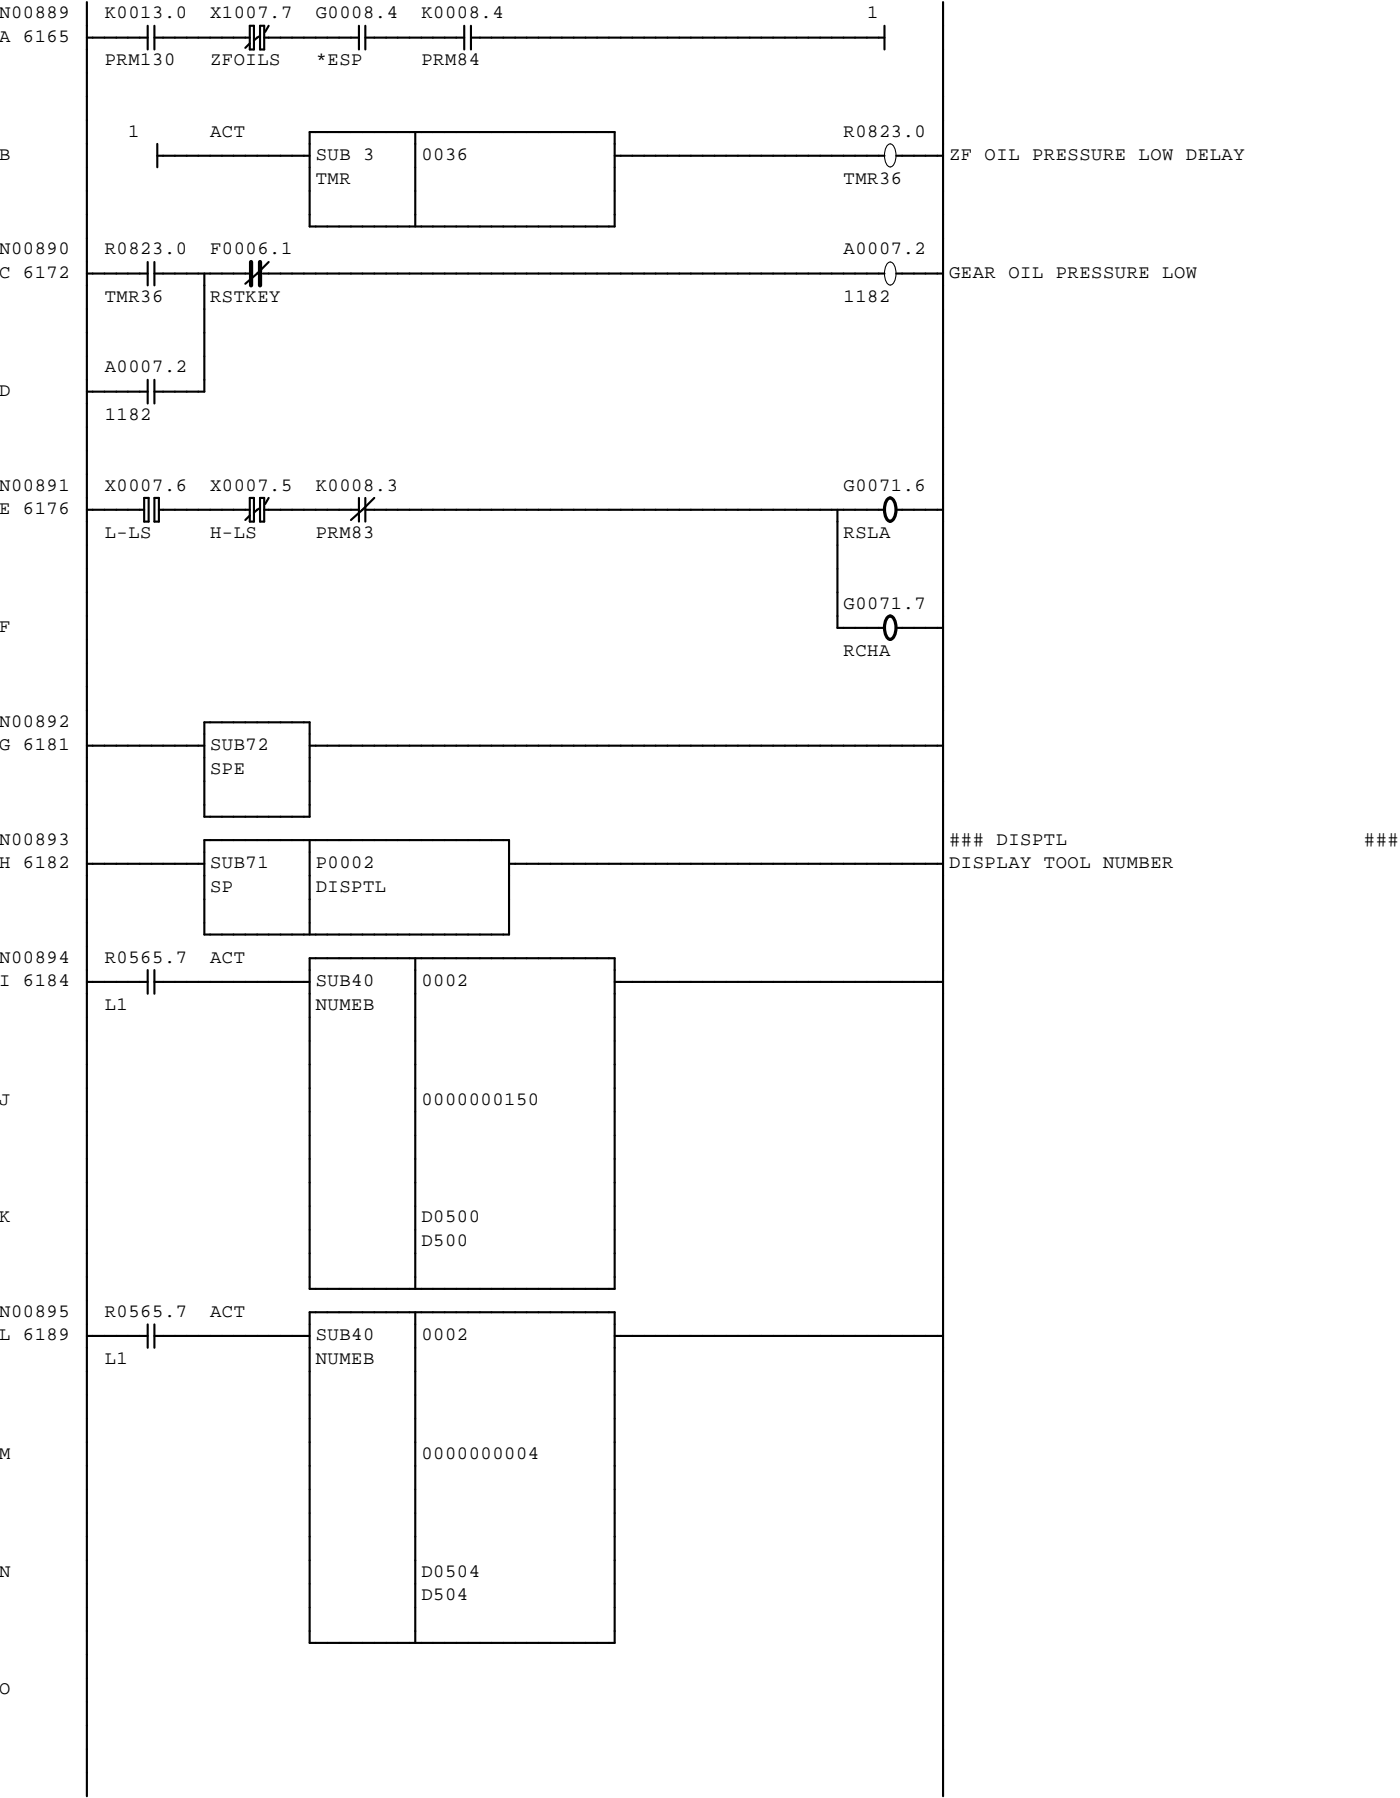 N00889 K0013.0 X1007.7 G0008.4 K0008.4 1
A 6165
PRM130 ZFOILS *ESP PRM84
1 ACT R0823.0
B SUB 3 0036 ZF OIL PRESSURE LOW DELAY
TMR TMR36
N00890 R0823.0 F0006.1 A0007.2
C 6172 GEAR OIL PRESSURE LOW
TMR36 RSTKEY 1182
A0007.2
D
1182
N00891 X0007.6 X0007.5 K0008.3 G0071.6
E 6176
L-LS H-LS PRM83 RSLA
G0071.7
F
RCHA
N00892
G 6181 SUB72
SPE
N00893 ### DISPTL ###
H 6182 SUB71 P0002 DISPLAY TOOL NUMBER
SP DISPTL
N00894 R0565.7 ACT
I 6184 SUB40 0002
L1 NUMEB
J 0000000150
K D0500
D500
N00895 R0565.7 ACT
L 6189 SUB40 0002
L1 NUMEB
M 0000000004
N D0504
D504
O